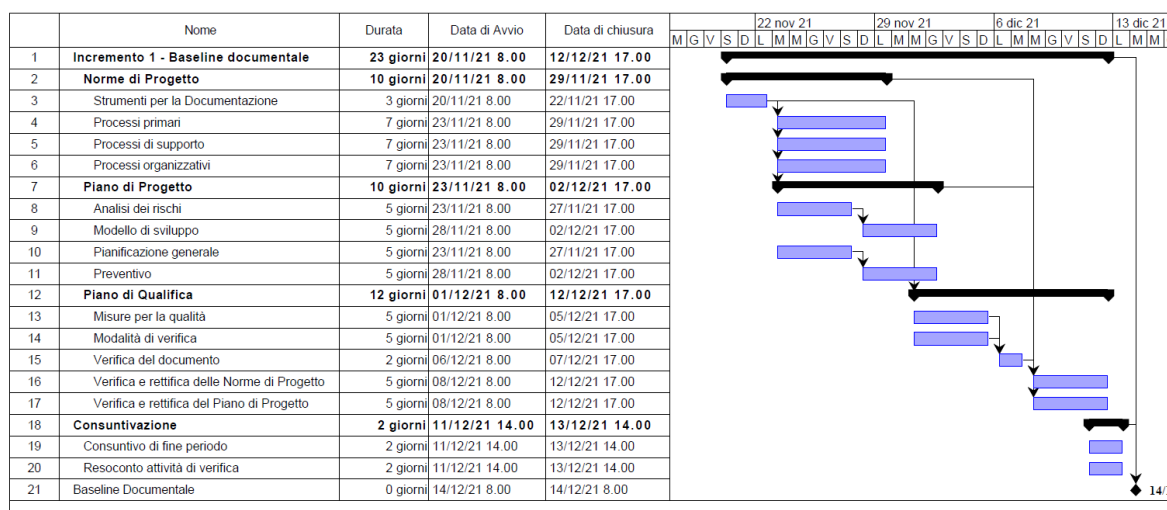 Nome Durata Data di Avvio Data di chiusura 22 nov 21 29 nov 21 6 dic 21 13 dic 21
M G V S D L M M G V S D L M M G V S D L M M G V S D L M M
1 Incremento 1 - Baseline documentale 23 giorni 20/11/21 8.00 12/12/21 17.00
2 Norme di Progetto 10 giorni 20/11/21 8.00 29/11/21 17.00
3 Strumenti per la Documentazione 3 giorni 20/11/21 8.00 22/11/21 17.00
4 Processi primari 7 giorni 23/11/21 8.00 29/11/21 17.00
5 Processi di supporto 7 giorni 23/11/21 8.00 29/11/21 17.00
6 Processi organizzativi 7 giorni 23/11/21 8.00 29/11/21 17.00
7 Piano di Progetto 10 giorni 23/11/21 8.00 02/12/21 17.00
8 Analisi dei rischi 5 giorni 23/11/21 8.00 27/11/21 17.00
9 Modello di sviluppo 5 giorni 28/11/21 8.00 02/12/21 17.00
10 Pianificazione generale 5 giorni 23/11/21 8.00 27/11/21 17.00
11 Preventivo 5 giorni 28/11/21 8.00 02/12/21 17.00
12 Piano di Qualifica 12 giorni 01/12/21 8.00 12/12/21 17.00
13 Misure per la qualità 5 giorni 01/12/21 8.00 05/12/21 17.00
14 Modalità di verifica 5 giorni 01/12/21 8.00 05/12/21 17.00
15 Verifica del documento 2 giorni 06/12/21 8.00 07/12/21 17.00
16 Verifica e rettifica delle Norme di Progetto 5 giorni 08/12/21 8.00 12/12/21 17.00
17 Verifica e rettifica del Piano di Progetto 5 giorni 08/12/21 8.00 12/12/21 17.00
18 Consuntivazione 2 giorni 11/12/21 14.00 13/12/21 14.00
19 Consuntivo di fine periodo 2 giorni 11/12/21 14.00 13/12/21 14.00
20 Resoconto attività di verifica 2 giorni 11/12/21 14.00 13/12/21 14.00
21 Baseline Documentale 0 giorni 14/12/21 8.00 14/12/21 8.00 14/